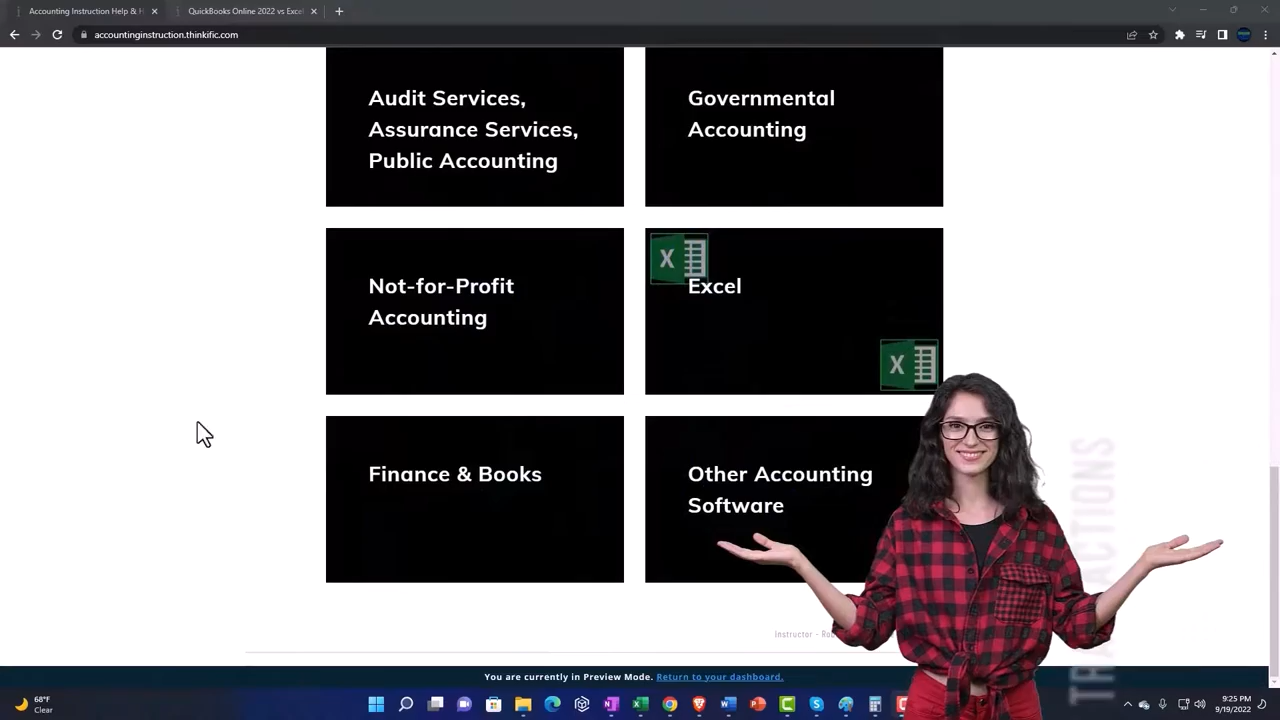 Accounting Instruction Help & H
QuickBooks Online 2022 vs Excel
accountinginstruction.thinkific.com
Audit Services,
Assurance Services,
Public Accounting
Governmental
Accounting
Not-for-Profit
Accounting
X
Excel
X
Finance & Books
Other Accounting
Software
Instructor - Rob
You are currently in Preview Mode. Return to your dashboard.
68°F
Clear
9:25 PM
9/19/2022